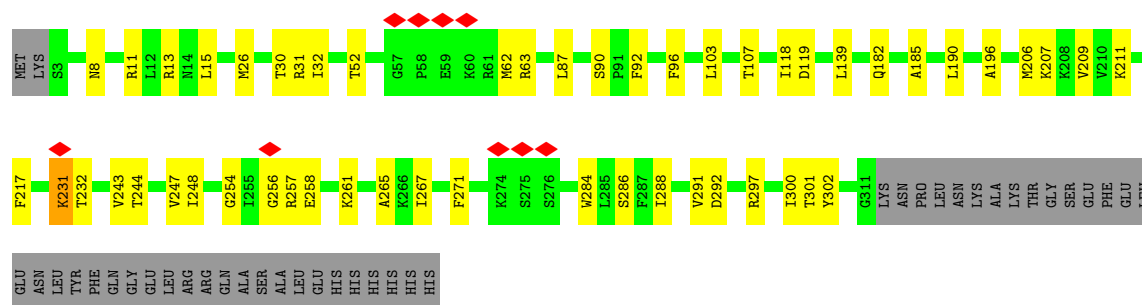 MET LYS S3 N8 R11 L12 R13 N14 L15 M26 T30 R31 I32 T52 G57 P58 E59 K60 R61 M62 R63 L87 S90 P91 F92 F96 L103 T107 I118 D119 L139 Q182 A185 L190 A196 M206 K207 K208 V209 V210 K211
F217 K231 T232 V243 T244 V247 I248 G254 I255 G256 R257 E258 K261 A265 K266 I267 F271 K274 S275 S276 W284 L285 S286 F287 I288 V291 D292 R297 I300 T301 Y302 G311 LYS ASN PRO LEU ASN LYS ALA LYS THR GLY SER GLU PHE GLU
GLU ASN LEU TYR PHE GLN GLY GLU LEU ARG ARG GLN ALA SER ALA LEU GLU HIS HIS HIS HIS HIS HIS